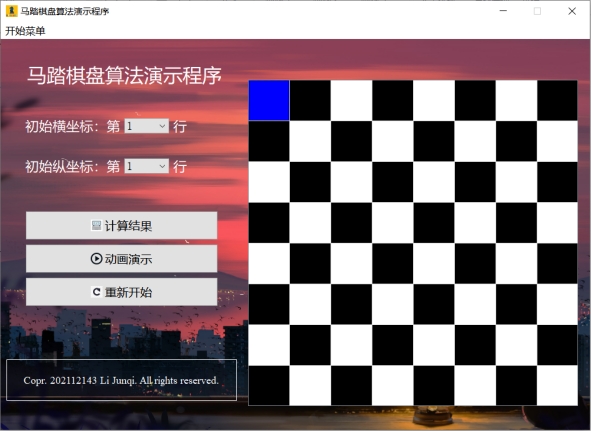 马踏棋盘算法演示程序
开始菜单
马踏棋盘算法演示程序
初始横坐标：第 1 行
初始纵坐标：第 1 行
计算结果
动画演示
重新开始
Copr. 202112143 Li Junqi. All rights reserved.